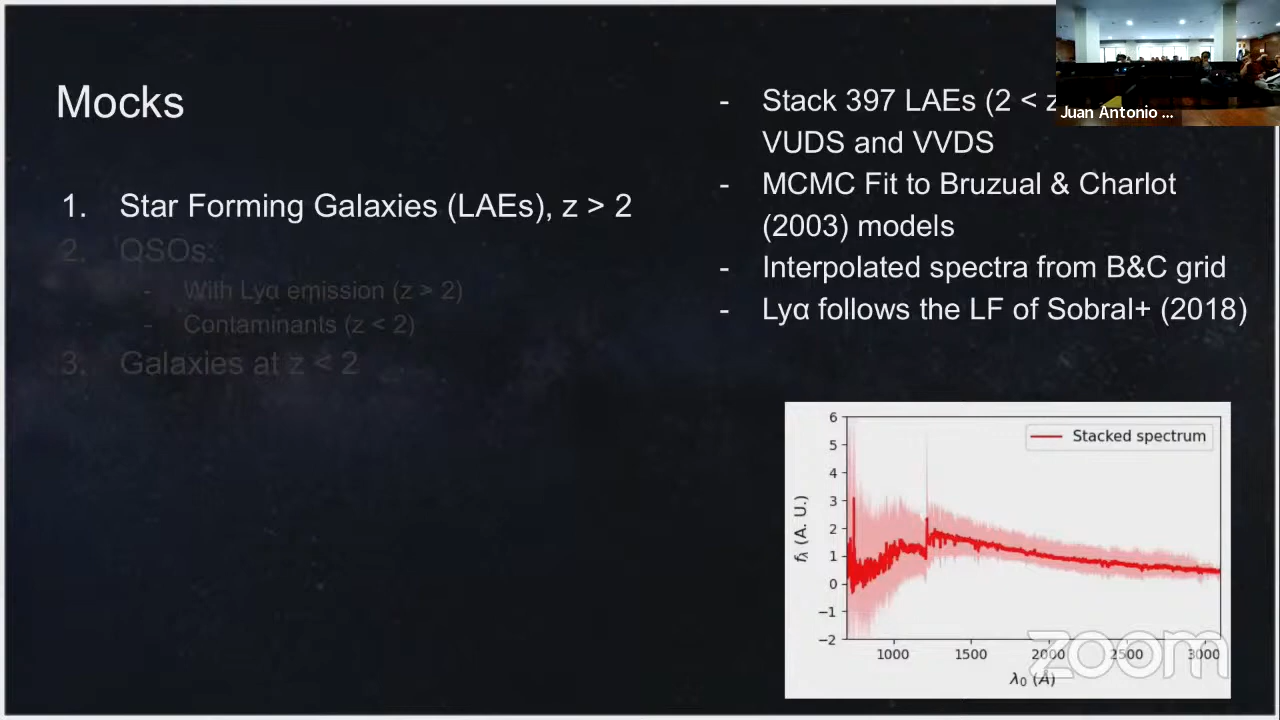 Mocks
1. Star Forming Galaxies (LAEs), z > 2
2. QSOs:
- With Lyα emission (z > 2)
- Contaminants (z < 2)
3. Galaxies at z < 2
- Stack 397 LAEs (2 < z
VUDS and VVDS
- MCMC Fit to Bruzual & Charlot
(2003) models
- Interpolated spectra from B&C grid
- Lyα follows the LF of Sobral+ (2018)
Juan Antonio ...
Stacked spectrum
6
5
4
3
2
1
0
−1
−2
fλ (A. U.)
1000 1500 2000 2500 3000
λ0 (Å)
zoom